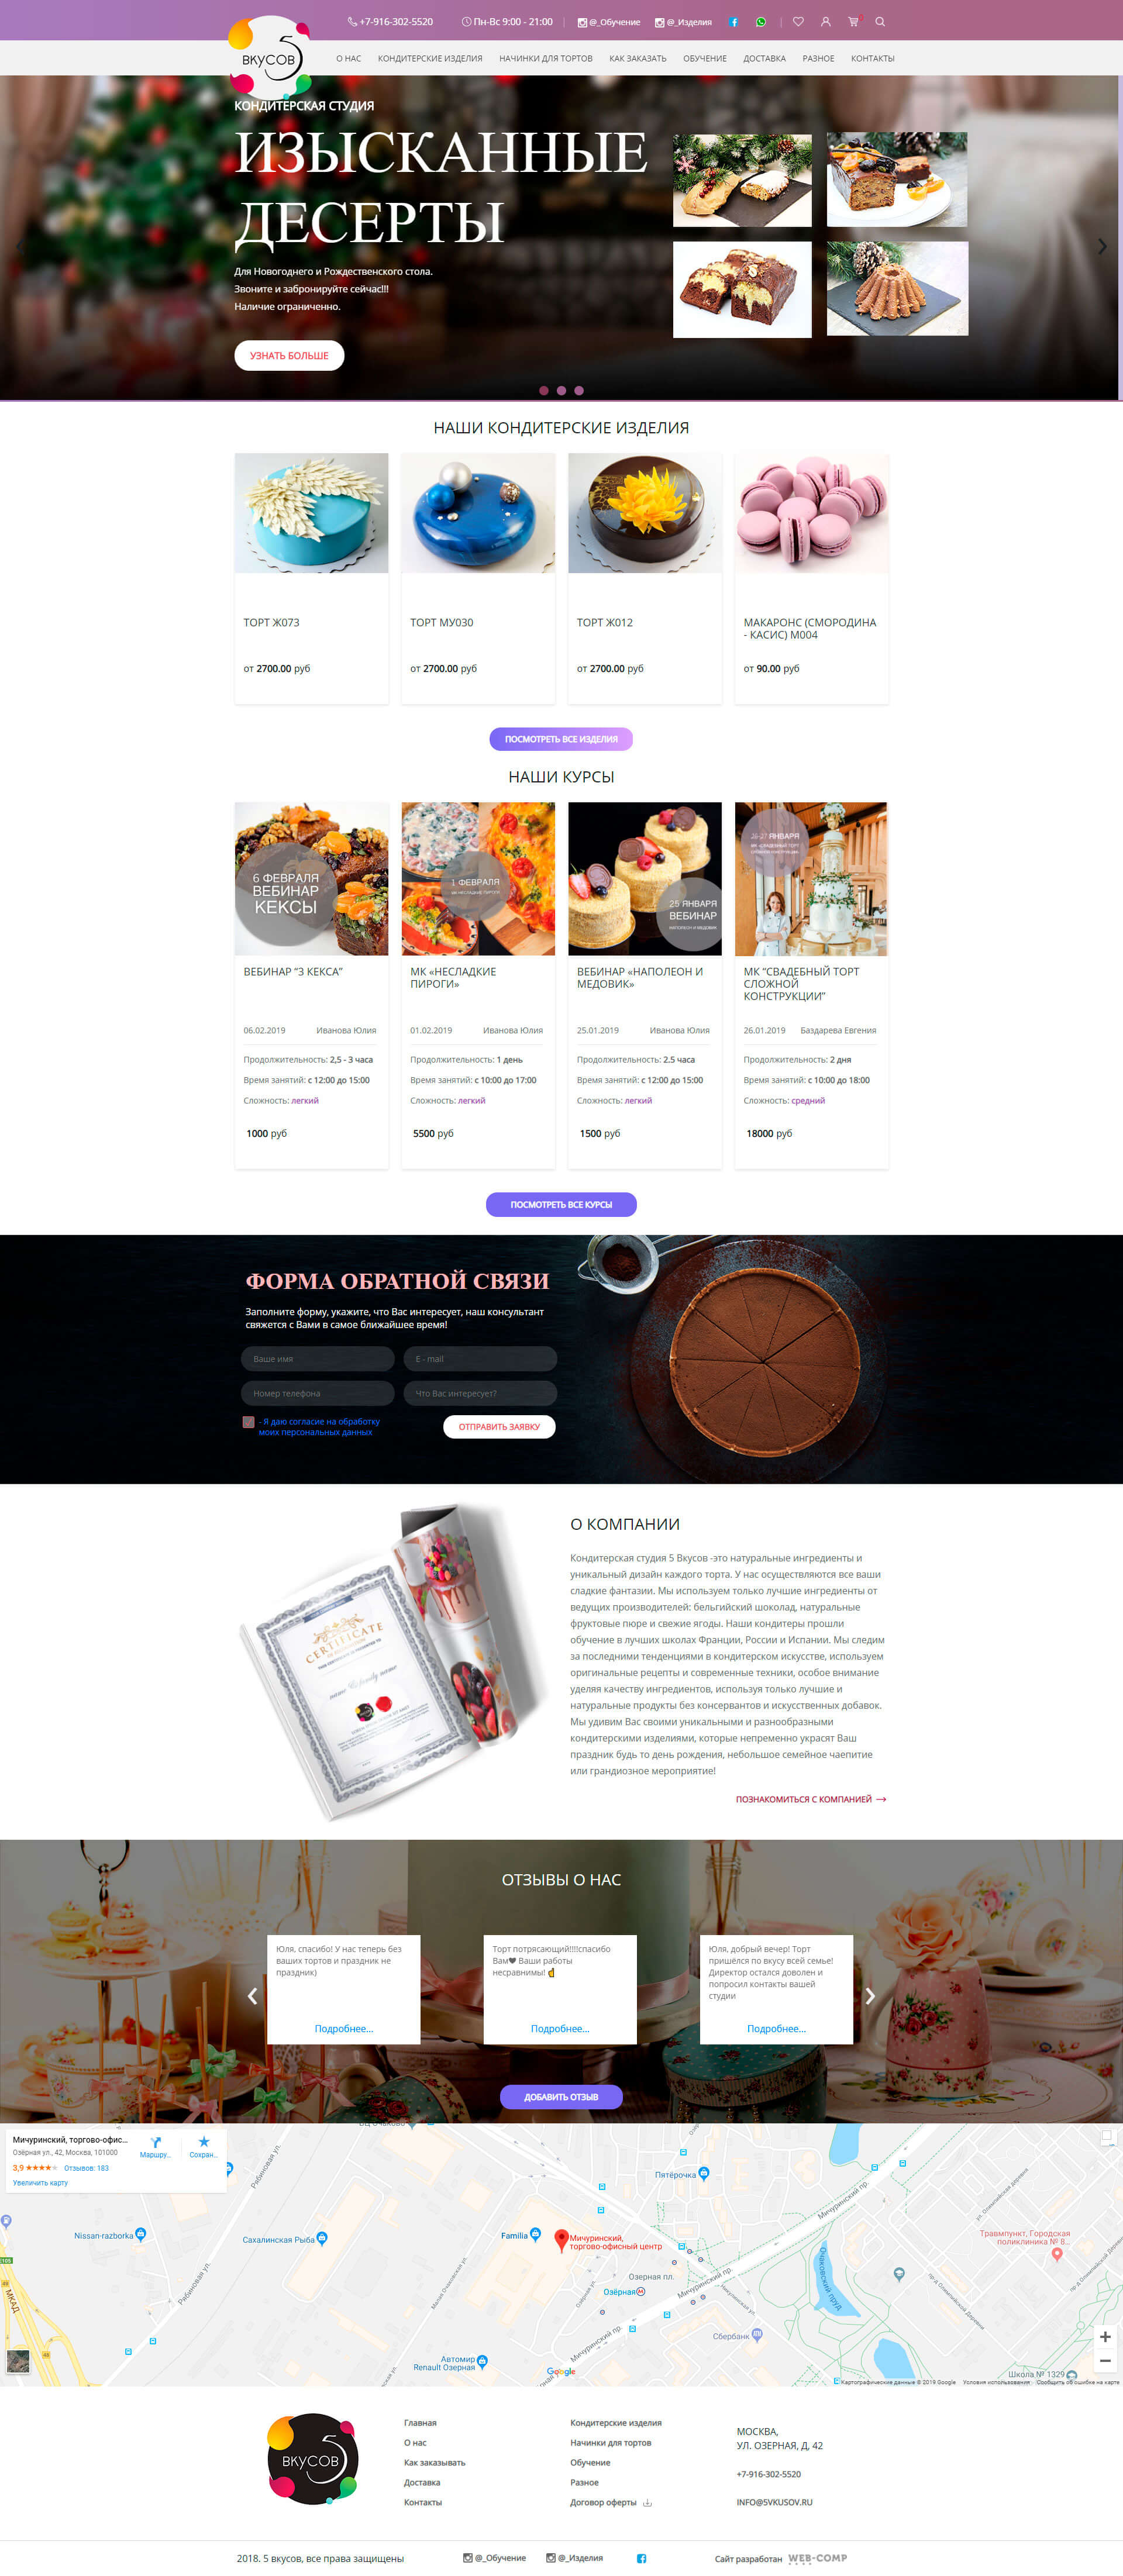 +7-916-302-5520
Пн-Вс 9:00 - 21:00
@_Обучение
@_Изделия
ВКУСОВ 5
О НАС
КОНДИТЕРСКИЕ ИЗДЕЛИЯ
НАЧИНКИ ДЛЯ ТОРТОВ
КАК ЗАКАЗАТЬ
ОБУЧЕНИЕ
ДОСТАВКА
РАЗНОЕ
КОНТАКТЫ
КОНДИТЕРСКАЯ СТУДИЯ
ИЗЫСКАННЫЕ
ДЕСЕРТЫ
Для Новогоднего и Рождественского стола.
Звоните и забронируйте сейчас!!!
Наличие ограниченно.
УЗНАТЬ БОЛЬШЕ
НАШИ КОНДИТЕРСКИЕ ИЗДЕЛИЯ
ТОРТ Ж073
от 2700.00 руб
ТОРТ МУ030
от 2700.00 руб
ТОРТ Ж012
от 2700.00 руб
МАКАРОНС (СМОРОДИНА
- КАСИС) М004
от 90.00 руб
ПОСМОТРЕТЬ ВСЕ ИЗДЕЛИЯ
НАШИ КУРСЫ
6 ФЕВРАЛЯ
ВЕБИНАР
КЕКСЫ
ВЕБИНАР "3 КЕКСА"
06.02.2019 Иванова Юлия
Продолжительность: 2,5 - 3 часа
Время занятий: с 12:00 до 15:00
Сложность: легкий
1000 руб
1 ФЕВРАЛЯ
МК «НЕСЛАДКИЕ
ПИРОГИ»
01.02.2019 Иванова Юлия
Продолжительность: 1 день
Время занятий: с 10:00 до 17:00
Сложность: легкий
5500 руб
25 ЯНВАРЯ
ВЕБИНАР
НАПОЛЕОН И МЕДОВИК
ВЕБИНАР «НАПОЛЕОН И
МЕДОВИК»
25.01.2019 Иванова Юлия
Продолжительность: 2.5 часа
Время занятий: с 12:00 до 15:00
Сложность: легкий
1500 руб
26-27 ЯНВАРЯ
МК "СВАДЕБНЫЙ ТОРТ
СЛОЖНОЙ
КОНСТРУКЦИИ"
26.01.2019 Баздарева Евгения
Продолжительность: 2 дня
Время занятий: с 10:00 до 18:00
Сложность: средний
18000 руб
ПОСМОТРЕТЬ ВСЕ КУРСЫ
ФОРМА ОБРАТНОЙ СВЯЗИ
Заполните форму, укажите, что Вас интересует, наш консультант
свяжется с Вами в самое ближайшее время!
Ваше имя
E - mail
Номер телефона
Что Вас интересует?
- Я даю согласие на обработку
моих персональных данных
ОТПРАВИТЬ ЗАЯВКУ
CERTIFICATE
О КОМПАНИИ
Кондитерская студия 5 Вкусов -это натуральные ингредиенты и
уникальный дизайн каждого торта. У нас осуществляются все ваши
сладкие фантазии. Мы используем только лучшие ингредиенты от
ведущих производителей: бельгийский шоколад, натуральные
фруктовые пюре и свежие ягоды. Наши кондитеры прошли
обучение в лучших школах Франции, России и Испании. Мы следим
за последними тенденциями в кондитерском искусстве, используем
оригинальные рецепты и современные техники, особое внимание
уделяя качеству ингредиентов, используя только лучшие и
натуральные продукты без консервантов и искусственных добавок.
Мы удивим Вас своими уникальными и разнообразными
кондитерскими изделиями, которые непременно украсят Ваш
праздник будь то день рождения, небольшое семейное чаепитие
или грандиозное мероприятие!
ПОЗНАКОМИТЬСЯ С КОМПАНИЕЙ →
ОТЗЫВЫ О НАС
Юля, спасибо! У нас теперь без
ваших тортов и праздник не
праздник)
Подробнее...
Торт потрясающий!!!!спасибо
Вам❤ Ваши работы
несравнимы!☝
Подробнее...
Юля, добрый вечер! Торт
пришёлся по вкусу всей семье!
Директор остался доволен и
попросил контакты вашей
студии
Подробнее...
ДОБАВИТЬ ОТЗЫВ
Мичуринский, торгово-офис...
Озёрная ул., 42, Москва, 101000
3,9 ★★★★★ Отзывов: 183
Увеличить карту
Маршру...
Сохран...
Рябиновая ул.
Пятёрочка
Мичуринский пр.
ул. Олимпийской деревни
Nissan-razborka
Сахалинская Рыба
Familia
Мичуринский,
торгово-офисный центр
Травмпункт, Городская
поликлиника № 8...
Очаковский пруд
Озерная пл.
Озёрная
Рябиновая ул.
Озерная ул.
Мичуринский пр.
МКАД
Сбербанк
Мичуринский пр.
Автомир
Renault Озерная
Google
Школа № 1329
Картографические данные © 2019 Google
Условия использования
Сообщить об ошибке на карте
ВКУСОВ 5
Главная
О нас
Как заказывать
Доставка
Контакты
Кондитерские изделия
Начинки для тортов
Обучение
Разное
Договор оферты
МОСКВА,
УЛ. ОЗЕРНАЯ, Д, 42
+7-916-302-5520
INFO@5VKUSOV.RU
2018. 5 вкусов, все права защищены
@_Обучение
@_Изделия
Сайт разработан WEB-COMP